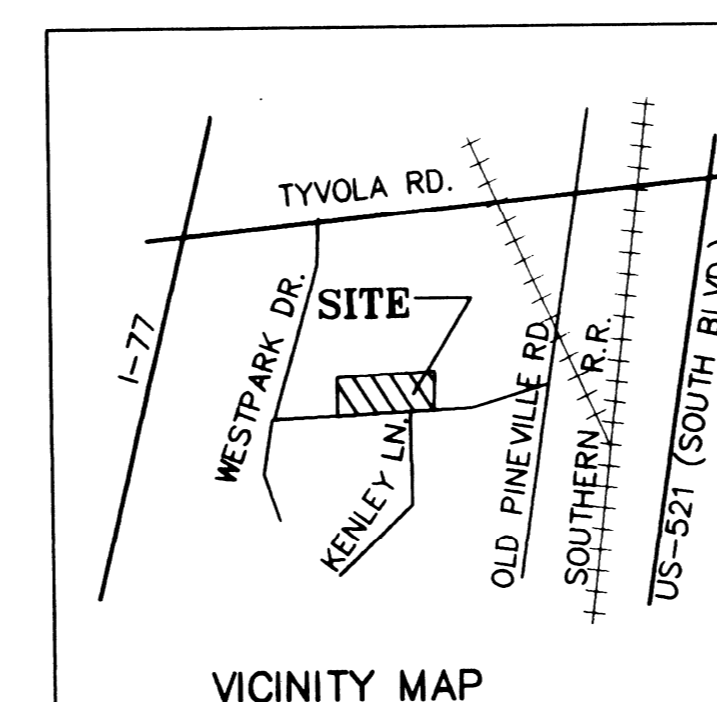 TYVOLA RD.
I-77
WESTPARK DR.
SITE
KENLEY LN.
OLD PINEVILLE RD.
SOUTHERN R.R.
US-521 (SOUTH BLVD.)
VICINITY MAP